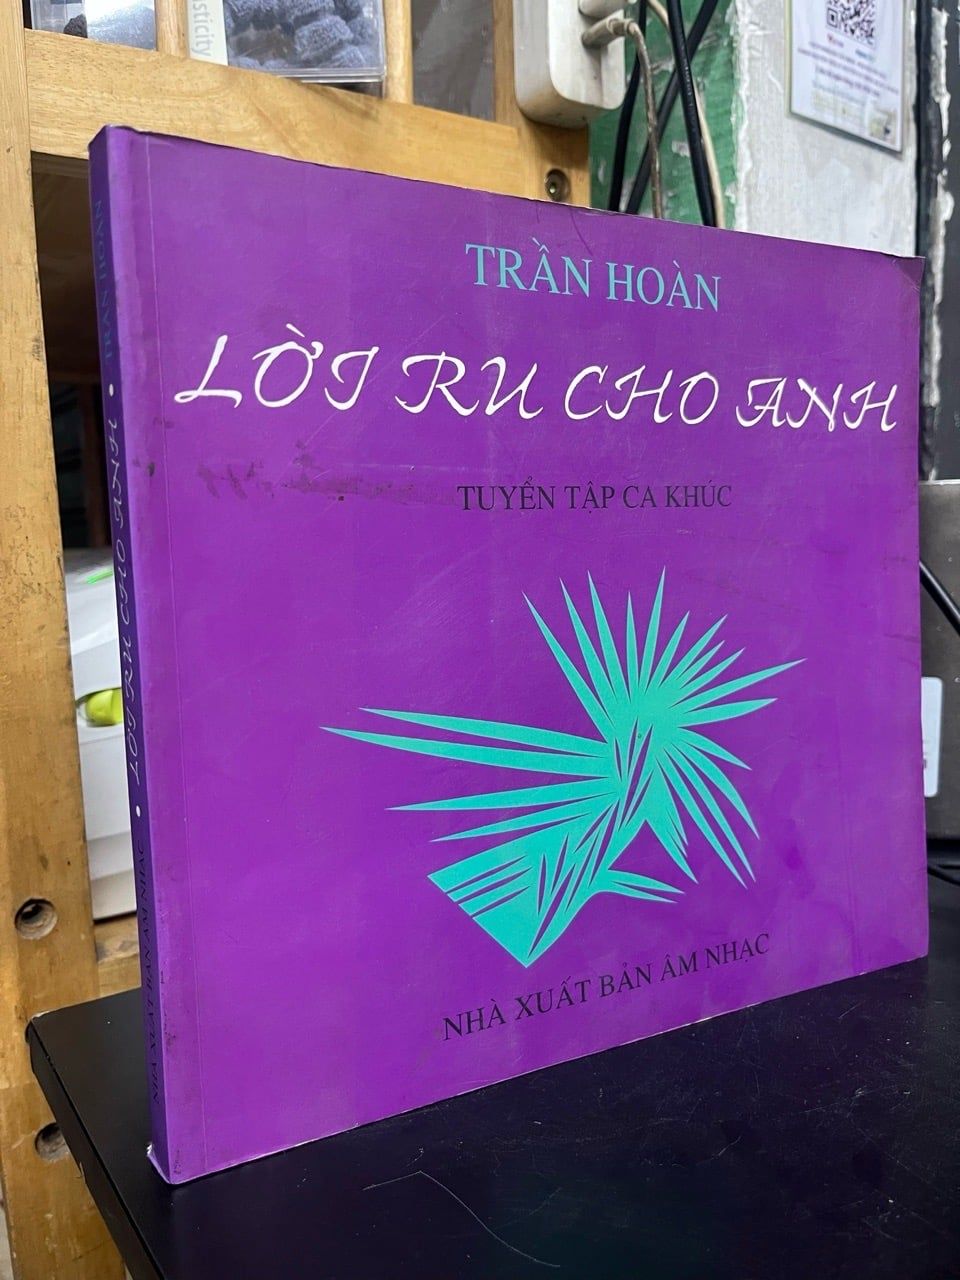 sticity
TRẦN HOÀN
LỜI RU CHO ANH
TUYỂN TẬP CA KHÚC
NHÀ XUẤT BẢN ÂM NHẠC
TRẦN HOÀN • LỜI RU CHO ANH • NHÀ XUẤT BẢN ÂM NHẠC